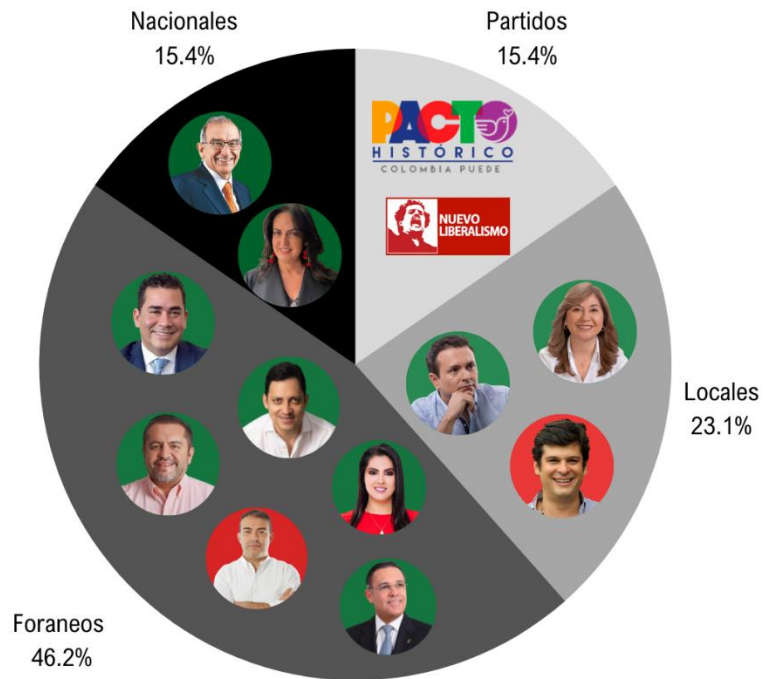 Nacionales
15.4%
Partidos
15.4%
PACTO
HISTÓRICO
COLOMBIA PUEDE
NUEVO
LIBERALISMO
Locales
23.1%
Foraneos
46.2%